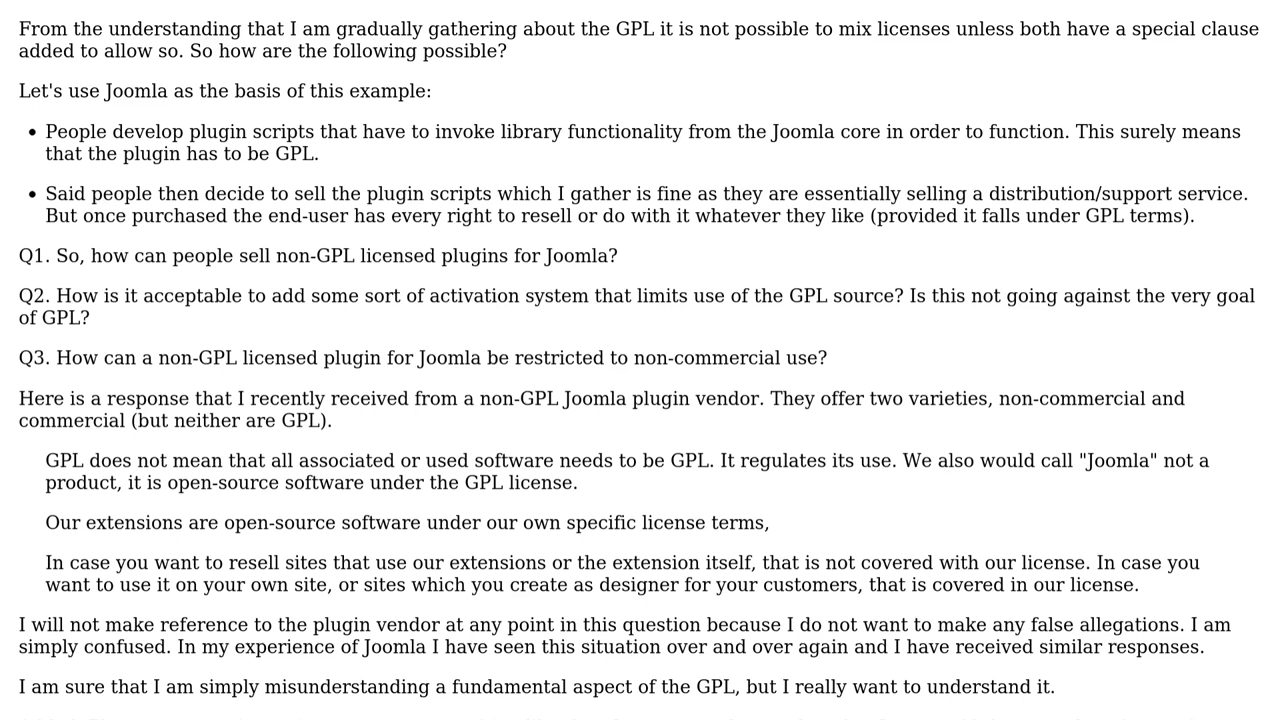 From the understanding that I am gradually gathering about the GPL it is not possible to mix licenses unless both have a special clause
added to allow so. So how are the following possible?
Let's use Joomla as the basis of this example:
• People develop plugin scripts that have to invoke library functionality from the Joomla core in order to function. This surely means
that the plugin has to be GPL.
• Said people then decide to sell the plugin scripts which I gather is fine as they are essentially selling a distribution/support service.
But once purchased the end-user has every right to resell or do with it whatever they like (provided it falls under GPL terms).
Q1. So, how can people sell non-GPL licensed plugins for Joomla?
Q2. How is it acceptable to add some sort of activation system that limits use of the GPL source? Is this not going against the very goal
of GPL?
Q3. How can a non-GPL licensed plugin for Joomla be restricted to non-commercial use?
Here is a response that I recently received from a non-GPL Joomla plugin vendor. They offer two varieties, non-commercial and
commercial (but neither are GPL).
GPL does not mean that all associated or used software needs to be GPL. It regulates its use. We also would call "Joomla" not a
product, it is open-source software under the GPL license.
Our extensions are open-source software under our own specific license terms,
In case you want to resell sites that use our extensions or the extension itself, that is not covered with our license. In case you
want to use it on your own site, or sites which you create as designer for your customers, that is covered in our license.
I will not make reference to the plugin vendor at any point in this question because I do not want to make any false allegations. I am
simply confused. In my experience of Joomla I have seen this situation over and over again and I have received similar responses.
I am sure that I am simply misunderstanding a fundamental aspect of the GPL, but I really want to understand it.